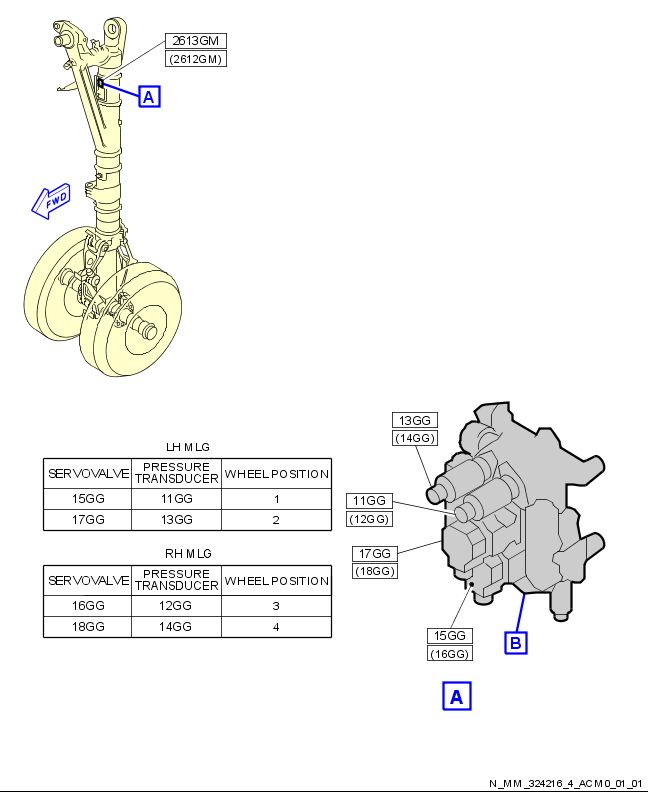 2613GM
(2612GM)
A
FWD
LH MLG
SERVOVALVE PRESSURE TRANSDUCER WHEEL POSITION
15GG 11GG 1
17GG 13GG 2
RH MLG
SERVOVALVE PRESSURE TRANSDUCER WHEEL POSITION
16GG 12GG 3
18GG 14GG 4
13GG
(14GG)
11GG
(12GG)
17GG
(18GG)
15GG
(16GG)
B
A
N_MM_324216_4_ACM0_01_01